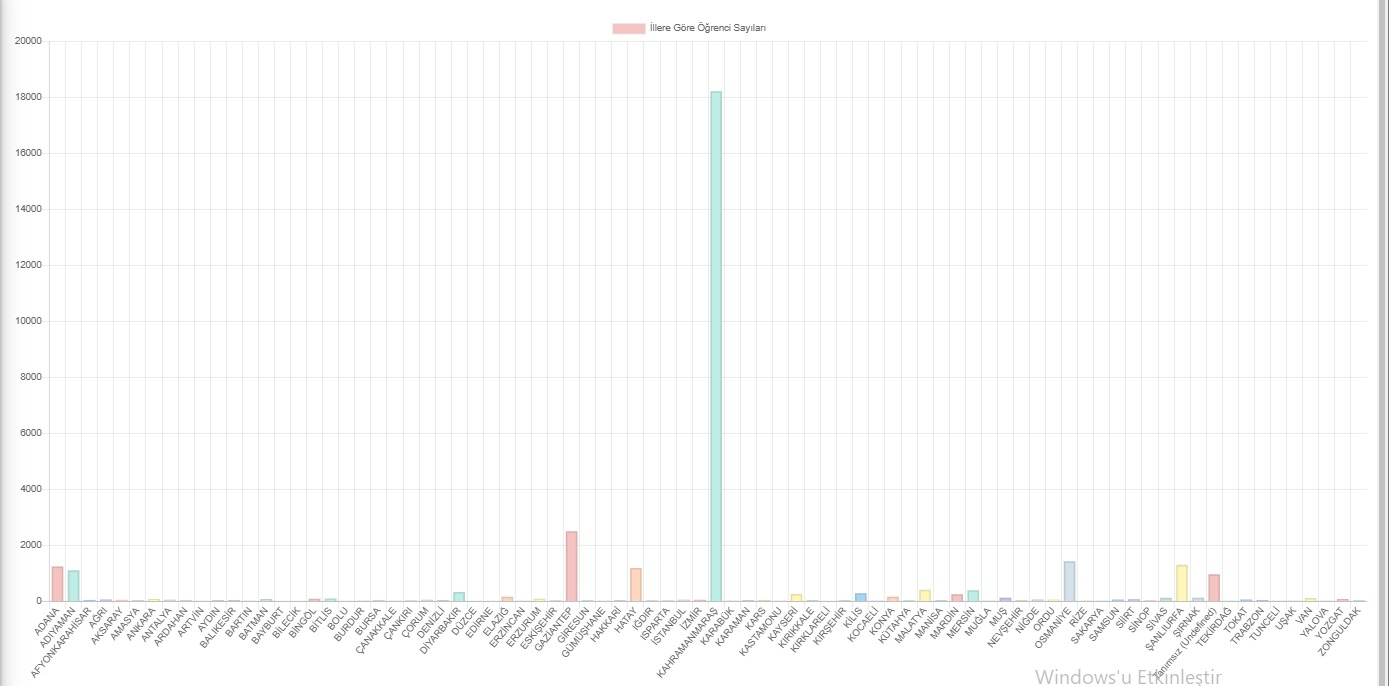 İllere Göre Öğrenci Sayıları
20000
18000
16000
14000
12000
10000
8000
6000
4000
2000
0
ADANA
ADIYAMAN
AFYONKARAHİSAR
AĞRI
AKSARAY
AMASYA
ANKARA
ANTALYA
ARDAHAN
ARTVİN
AYDIN
BALIKESİR
BARTIN
BATMAN
BAYBURT
BİLECİK
BİNGÖL
BİTLİS
BOLU
BURDUR
BURSA
ÇANAKKALE
ÇANKIRI
ÇORUM
DENİZLİ
DİYARBAKIR
DÜZCE
EDİRNE
ELAZIĞ
ERZİNCAN
ERZURUM
ESKİŞEHİR
GAZİANTEP
GİRESUN
GÜMÜŞHANE
HAKKARİ
HATAY
IĞDIR
ISPARTA
İSTANBUL
İZMİR
KAHRAMANMARAŞ
KARABÜK
KARAMAN
KARS
KASTAMONU
KAYSERİ
KIRIKKALE
KIRKLARELİ
KIRŞEHİR
KİLİS
KOCAELİ
KONYA
KÜTAHYA
MALATYA
MANİSA
MARDİN
MERSİN
MUĞLA
MUŞ
NEVŞEHİR
NİĞDE
ORDU
OSMANİYE
RİZE
SAKARYA
SAMSUN
SİİRT
SİNOP
SİVAS
ŞANLIURFA
ŞIRNAK
Tanımsız (Undefined)
TEKİRDAĞ
TOKAT
TRABZON
TUNCELİ
UŞAK
VAN
YALOVA
YOZGAT
ZONGULDAK
Windows'u Etkinleştir